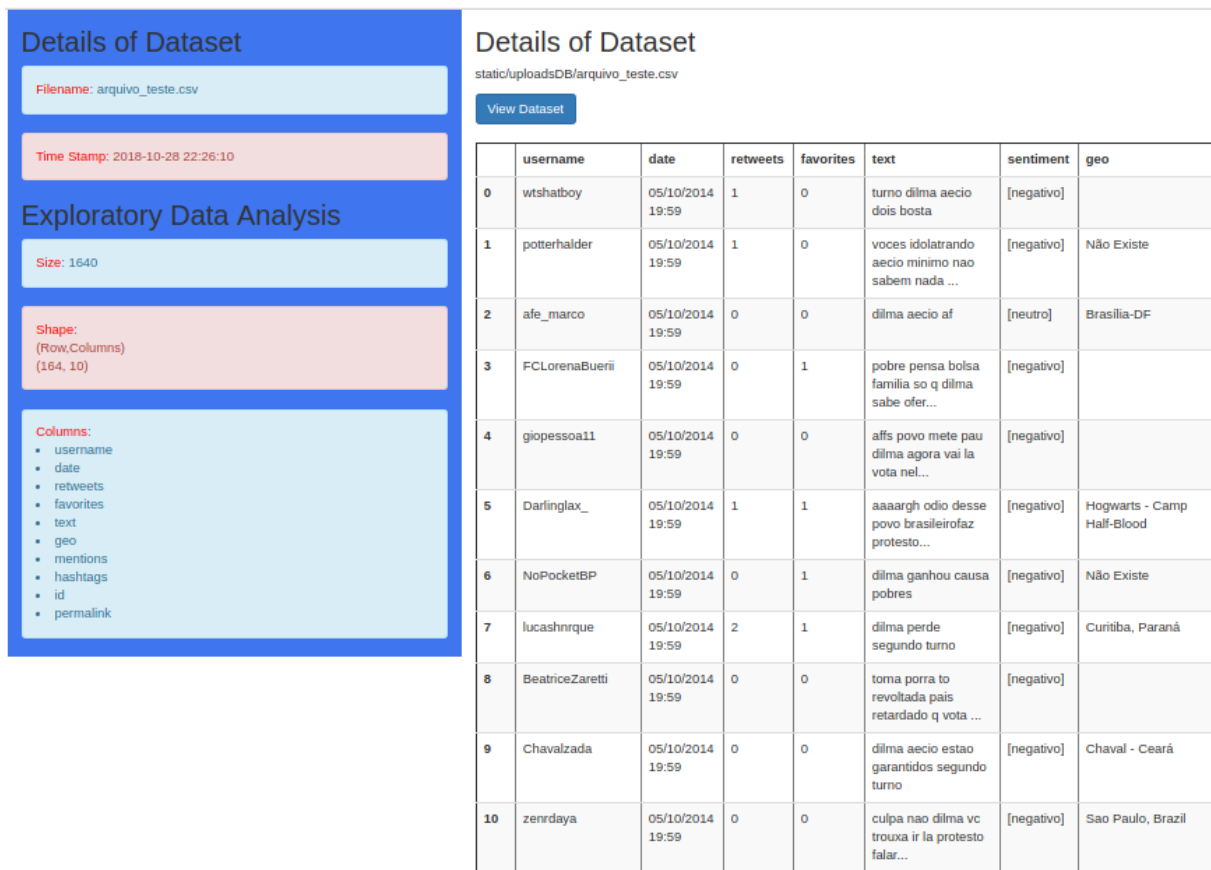 Details of Dataset
Filename: arquivo_teste.csv
Time Stamp: 2018-10-28 22:26:10
Exploratory Data Analysis
Size: 1640
Shape:
(Row,Columns)
(164, 10)
Columns:
username
date
retweets
favorites
text
geo
mentions
hashtags
id
permalink
Details of Dataset
static/uploadsDB/arquivo_teste.csv
View Dataset
username date retweets favorites text sentiment geo
0 wtshatboy 05/10/2014 1 0 turno dilma aecio [negativo]
19:59 dois bosta
1 potterhalder 05/10/2014 1 0 voces idolatrando [negativo] Não Existe
19:59 aecio minimo nao
sabem nada ...
2 afe_marco 05/10/2014 0 0 dilma aecio af [neutro] Brasília-DF
19:59
3 FCLorenaBuerii 05/10/2014 0 1 pobre pensa bolsa [negativo]
19:59 familia so q dilma
sabe ofer...
4 giopessoa11 05/10/2014 0 0 affs povo mete pau [negativo]
19:59 dilma agora vai la
vota nel...
5 Darlinglax_ 05/10/2014 1 1 aaaargh odio desse [negativo] Hogwarts - Camp
19:59 povo brasileirofaz Half-Blood
protesto...
6 NoPocketBP 05/10/2014 0 1 dilma ganhou causa [negativo] Não Existe
19:59 pobres
7 lucashnrque 05/10/2014 2 1 dilma perde [negativo] Curitiba, Paraná
19:59 segundo turno
8 BeatriceZaretti 05/10/2014 0 0 toma porra to [negativo]
19:59 revoltada pais
retardado q vota ...
9 Chavalzada 05/10/2014 0 0 dilma aecio estao [negativo] Chaval - Ceará
19:59 garantidos segundo
turno
10 zenrdaya 05/10/2014 0 0 culpa nao dilma vc [negativo] Sao Paulo, Brazil
19:59 trouxa ir la protesto
falar...